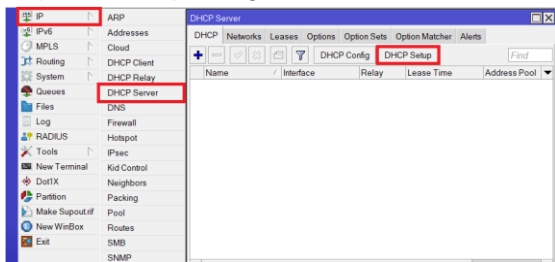 IP
IPv6
MPLS
Routing
System
Queues
Files
Log
RADIUS
Tools
New Terminal
Dot1X
Partition
Make Supout.rif
New WinBox
Exit
ARP
Addresses
Cloud
DHCP Client
DHCP Relay
DHCP Server
DNS
Firewall
Hotspot
IPsec
Kid Control
Neighbors
Packing
Pool
Routes
SMB
SNMP
DHCP Server
DHCP Networks Leases Options Option Sets Option Matcher Alerts
DHCP Config DHCP Setup Find
Name / Interface Relay Lease Time Address Pool